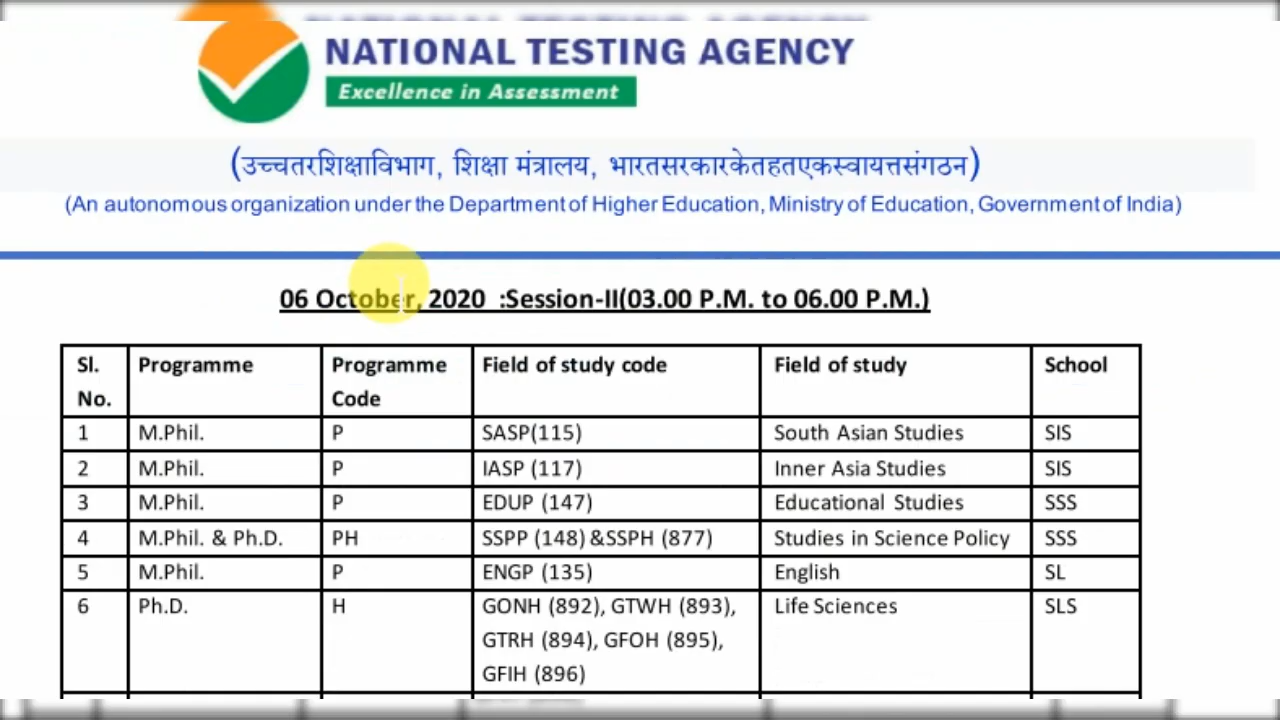 NATIONAL TESTING AGENCY
Excellence in Assessment
(उच्चतरशिक्षाविभाग, शिक्षा मंत्रालय, भारतसरकारकेतहतएकस्वायत्तसंगठन)
(An autonomous organization under the Department of Higher Education, Ministry of Education, Government of India)
06 October, 2020 :Session-II(03.00 P.M. to 06.00 P.M.)
Sl. No. Programme Programme Code Field of study code Field of study School
1 M.Phil. P SASP(115) South Asian Studies SIS
2 M.Phil. P IASP (117) Inner Asia Studies SIS
3 M.Phil. P EDUP (147) Educational Studies SSS
4 M.Phil. & Ph.D. PH SSPP (148) &SSPH (877) Studies in Science Policy SSS
5 M.Phil. P ENGP (135) English SL
6 Ph.D. H GONH (892), GTWH (893), Life Sciences SLS
GTRH (894), GFOH (895),
GFIH (896)